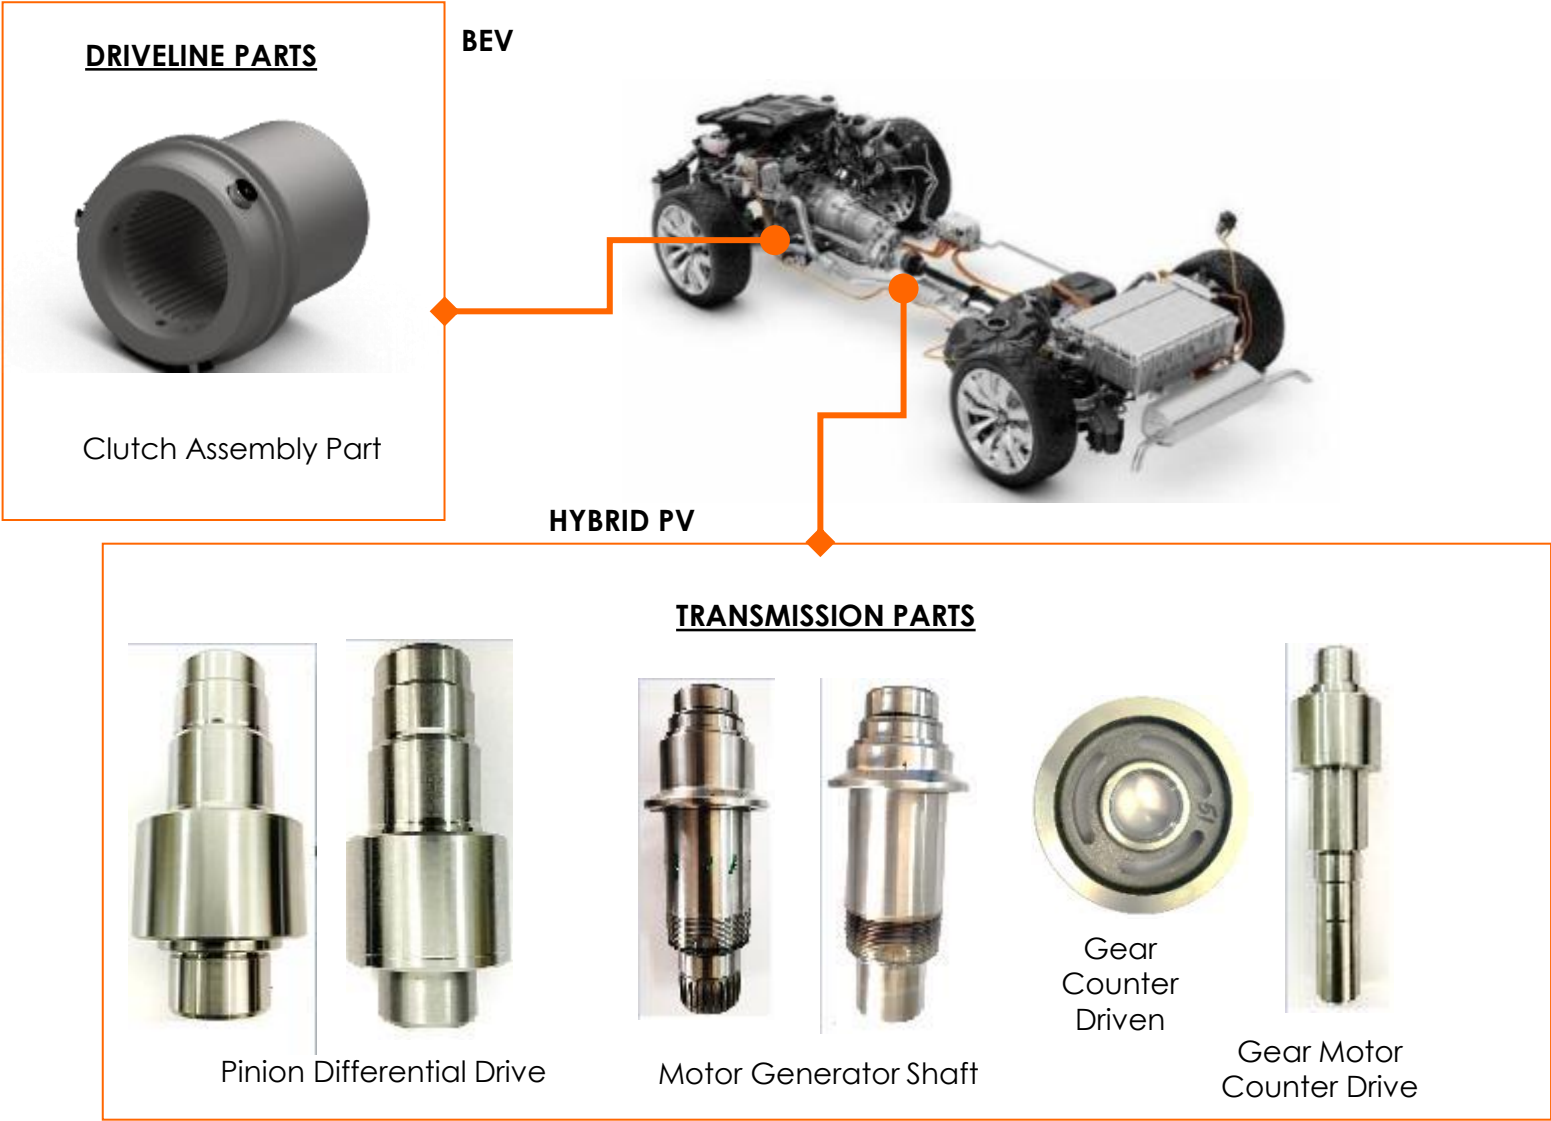 DRIVELINE PARTS
BEV
Clutch Assembly Part
HYBRID PV
TRANSMISSION PARTS
19
Gear
Counter
Driven
Pinion Differential Drive
Motor Generator Shaft
Gear Motor
Counter Drive